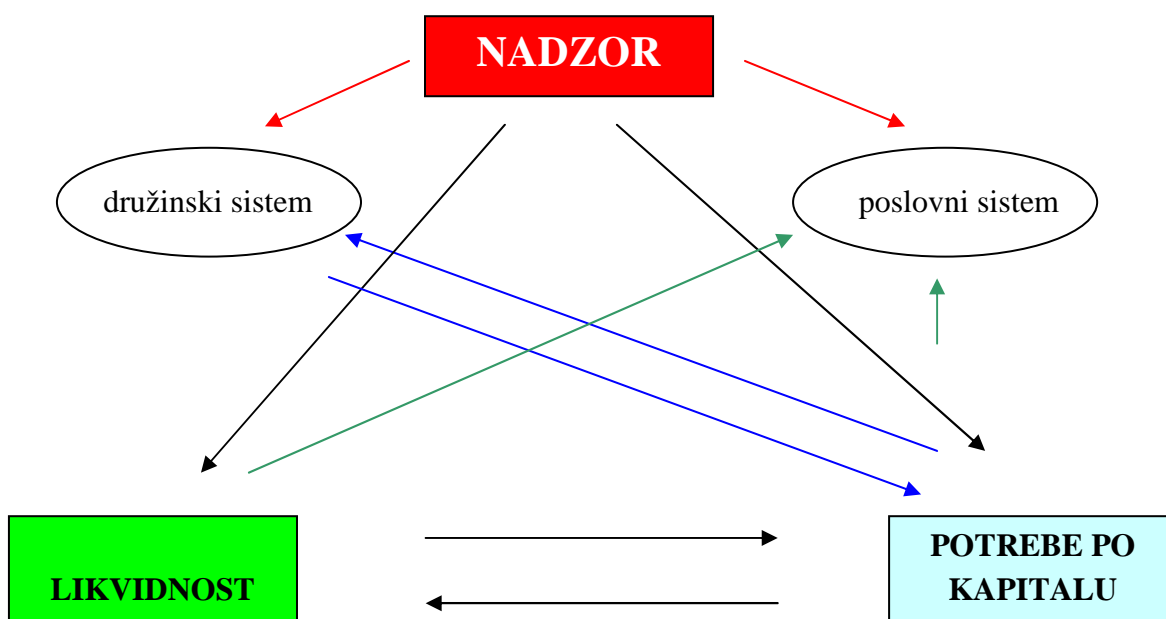 NADZOR
družinski sistem
poslovni sistem
LIKVIDNOST
POTREBE PO
KAPITALU